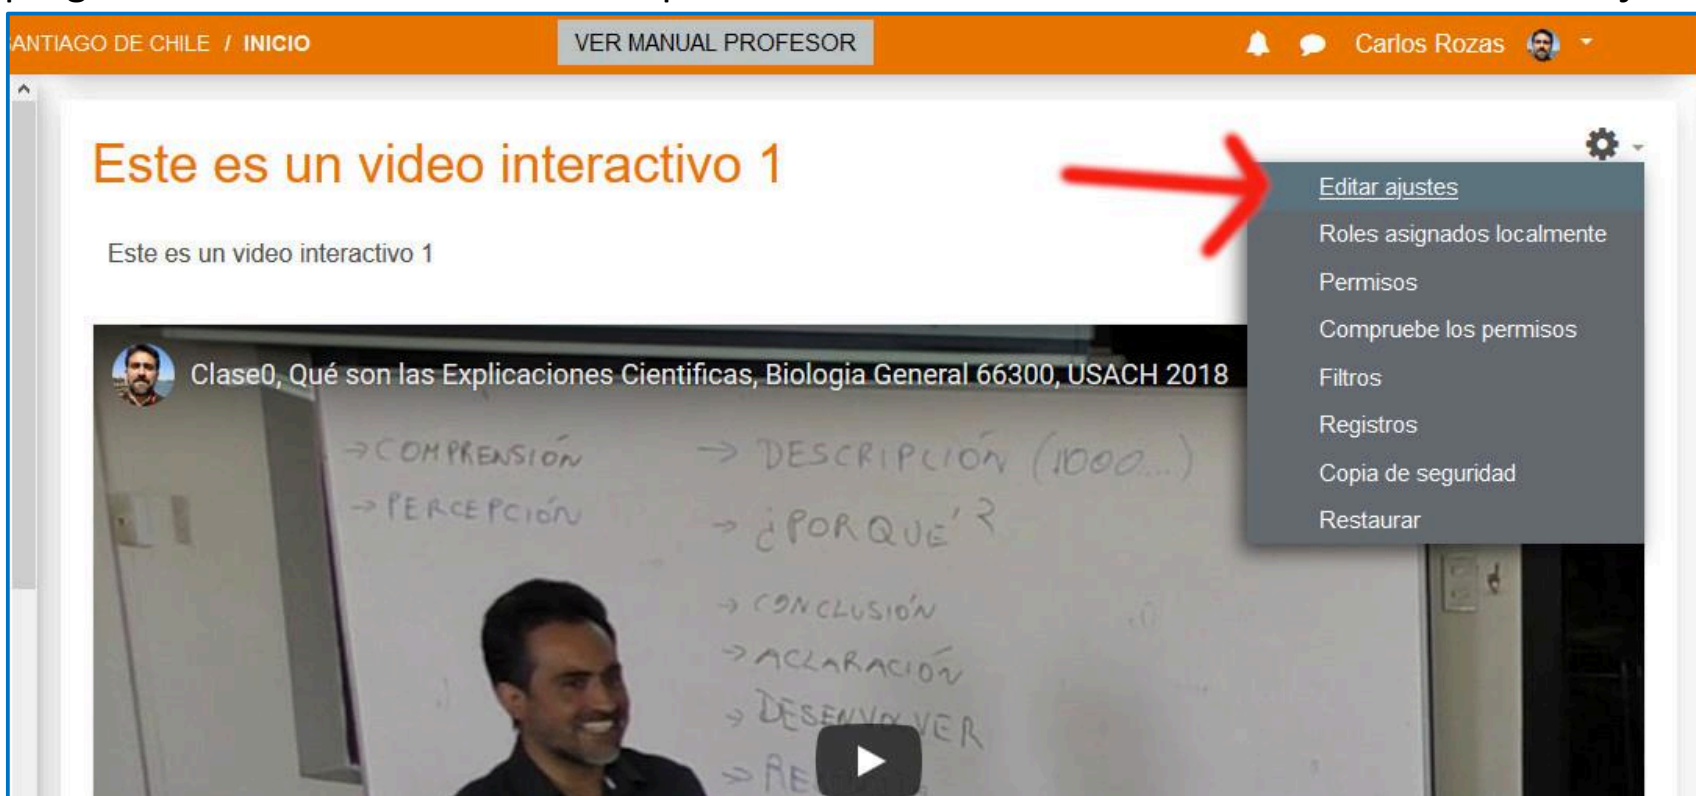 SANTIAGO DE CHILE / INICIO
VER MANUAL PROFESOR
Carlos Rozas
Este es un video interactivo 1
Editar ajustes
Roles asignados localmente
Este es un video interactivo 1
Permisos
Compruebe los permisos
Filtros
Registros
Copia de seguridad
Restaurar
Clase0, Qué son las Explicaciones Cientificas, Biologia General 66300, USACH 2018
→COMPRENSIÓN
→PERCEPCIÓN
→ DESCRIPCIÓN (1000...)
→ ¿PORQUE'?
→ CONCLUSIÓN
→ ACLARACIÓN
→ DESENVOLVER